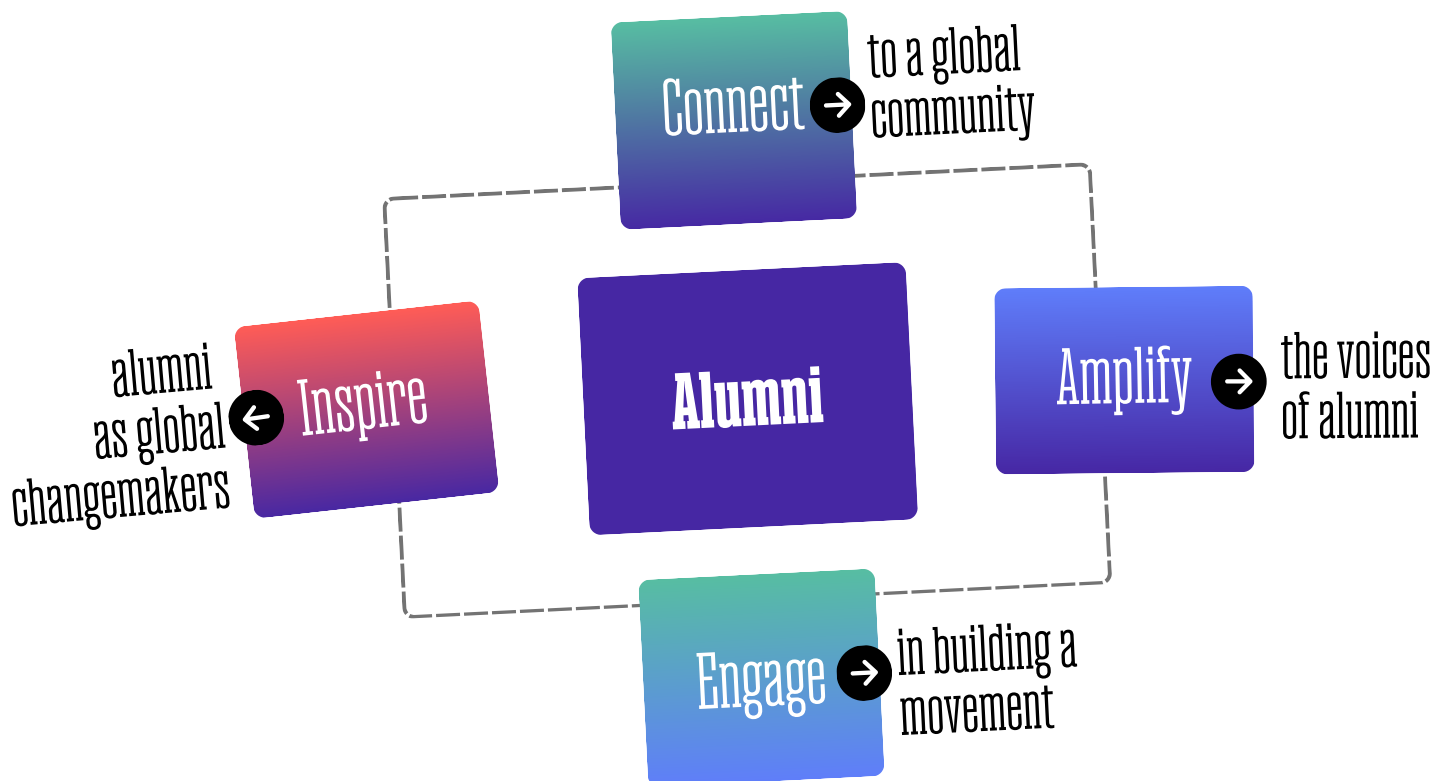 Connect
to a global
community
Inspire
alumni
as global
changemakers
Alumni
Amplify
the voices
of alumni
Engage
in building a
movement